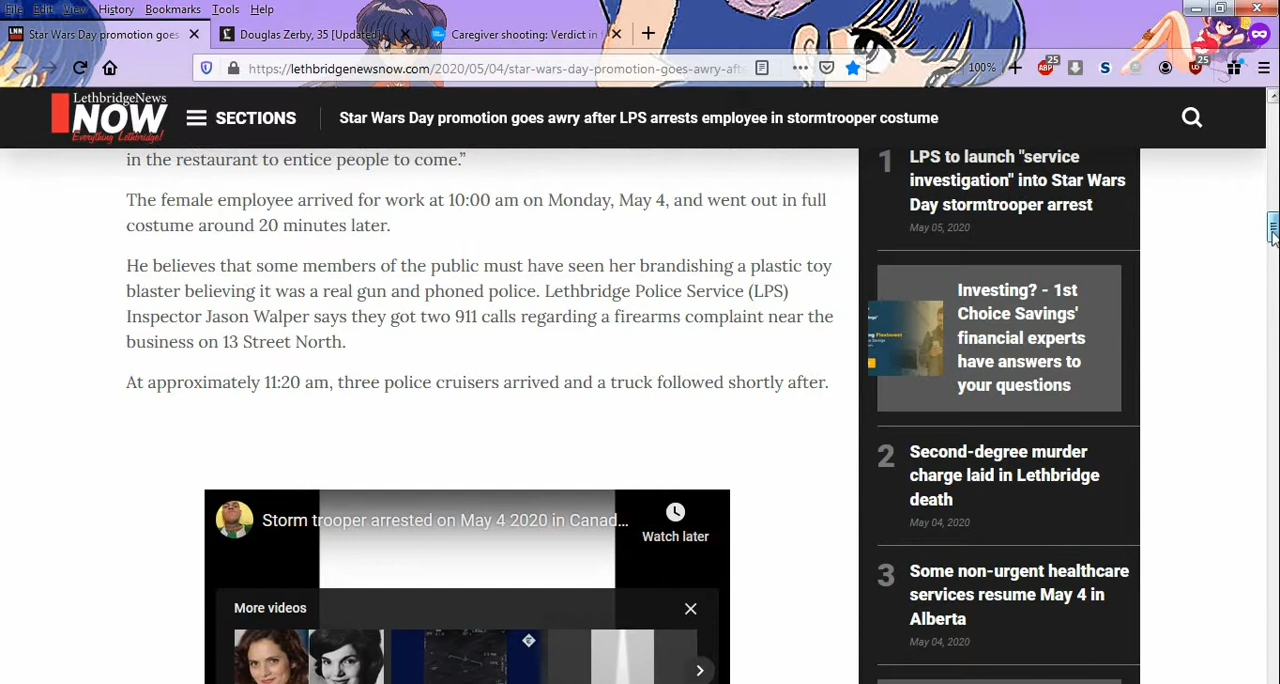 File Edit View History Bookmarks Tools Help
Star Wars Day promotion goes
Douglas Zerby, 35 [Updated]
Caregiver shooter: Verdict in
https://lethbridgenewsnow.com/2020/05/04/star-wars-day-promotion-goes-awry-afte
100%
ABP 25
S
25
LNN
LethbridgeNews
NOW
Everything Lethbridge!
SECTIONS
Star Wars Day promotion goes awry after LPS arrests employee in stormtrooper costume
in the restaurant to entice people to come.”
The female employee arrived for work at 10:00 am on Monday, May 4, and went out in full
costume around 20 minutes later.
He believes that some members of the public must have seen her brandishing a plastic toy
blaster believing it was a real gun and phoned police. Lethbridge Police Service (LPS)
Inspector Jason Walper says they got two 911 calls regarding a firearms complaint near the
business on 13 Street North.
At approximately 11:20 am, three police cruisers arrived and a truck followed shortly after.
Storm trooper arrested on May 4 2020 in Canad...
Watch later
More videos
1
LPS to launch "service
investigation" into Star Wars
Day stormtrooper arrest
May 05, 2020
Investing? - 1st
Choice Savings'
financial experts
have answers to
your questions
2
Second-degree murder
charge laid in Lethbridge
death
May 04, 2020
3
Some non-urgent healthcare
services resume May 4 in
Alberta
May 04, 2020